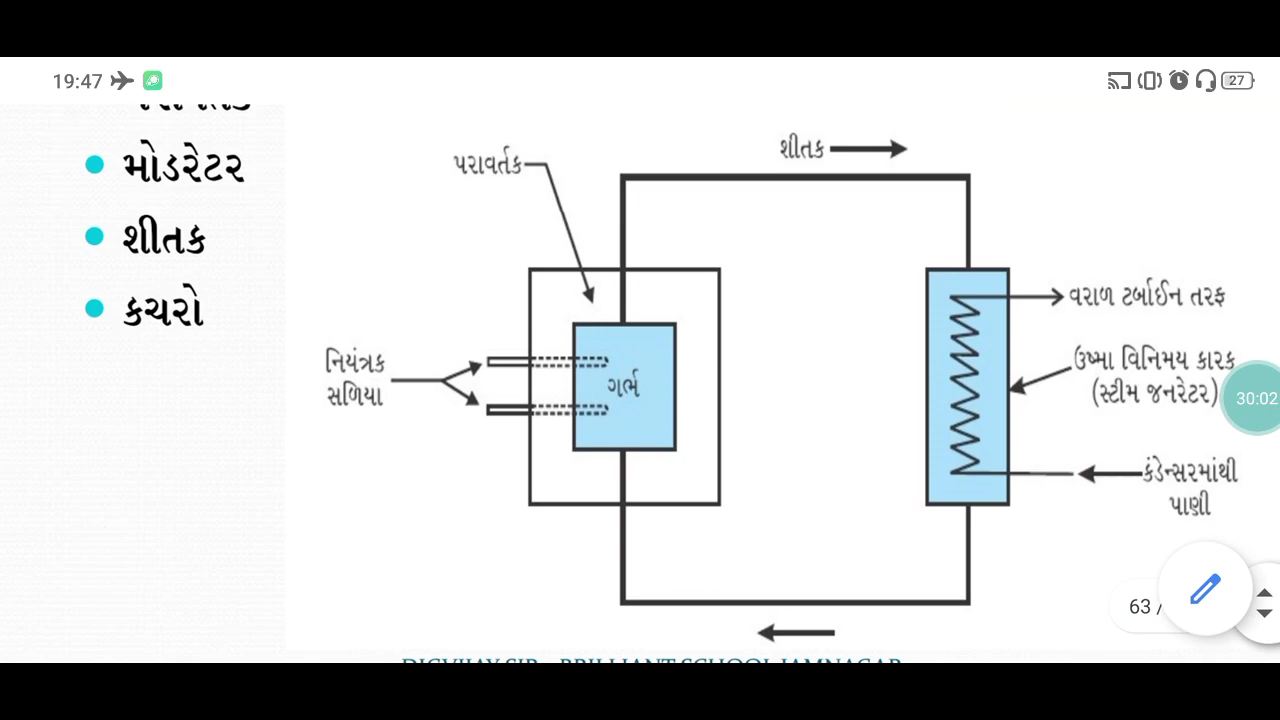 19:47
27
મોડરેટર
શીતક
કચરો
પરાવર્તક
શીતક
નિયંત્રક
સળિયા
ગર્ભ
વરાળ ટર્બાઈન તરફ
ઉષ્મા વિનિમય કારક
(સ્ટીમ જનરેટર)
30:02
કંડેન્સરમાંથી
પાણી
63 /